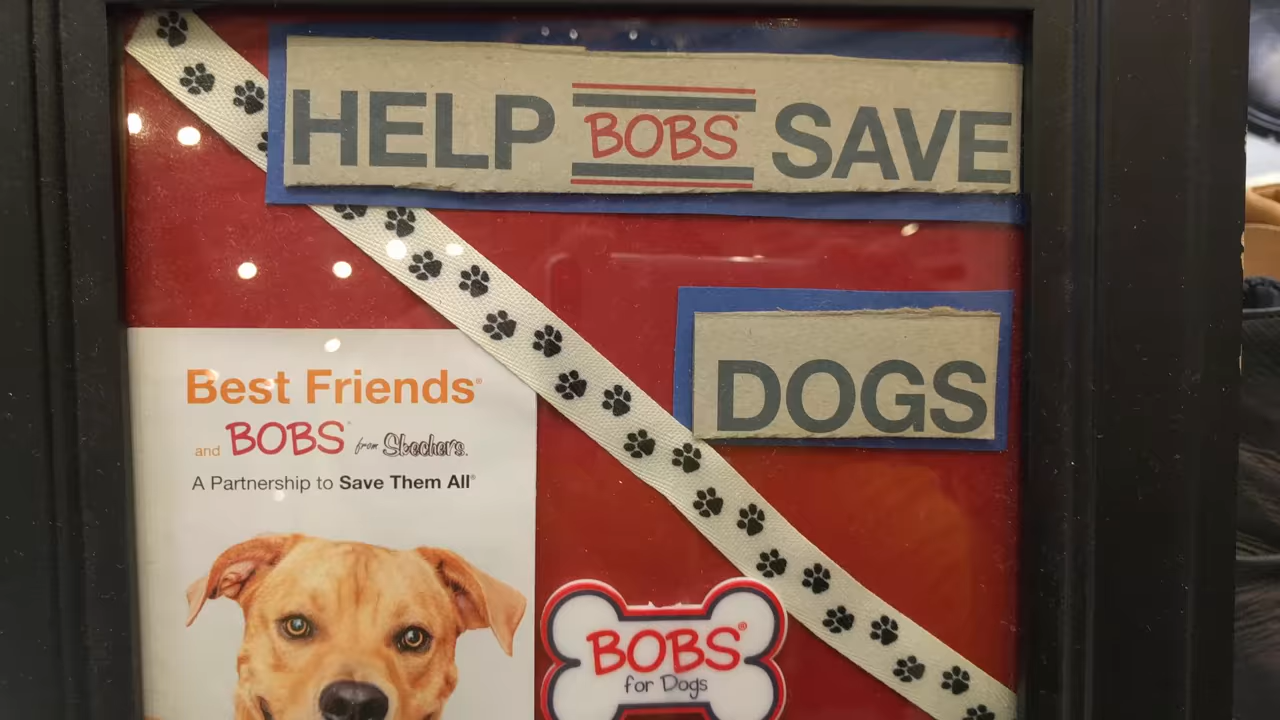 HELP BOBS SAVE
DOGS
Best Friends®
and BOBS® from Skechers.
A Partnership to Save Them All®
BOBS®
for Dogs